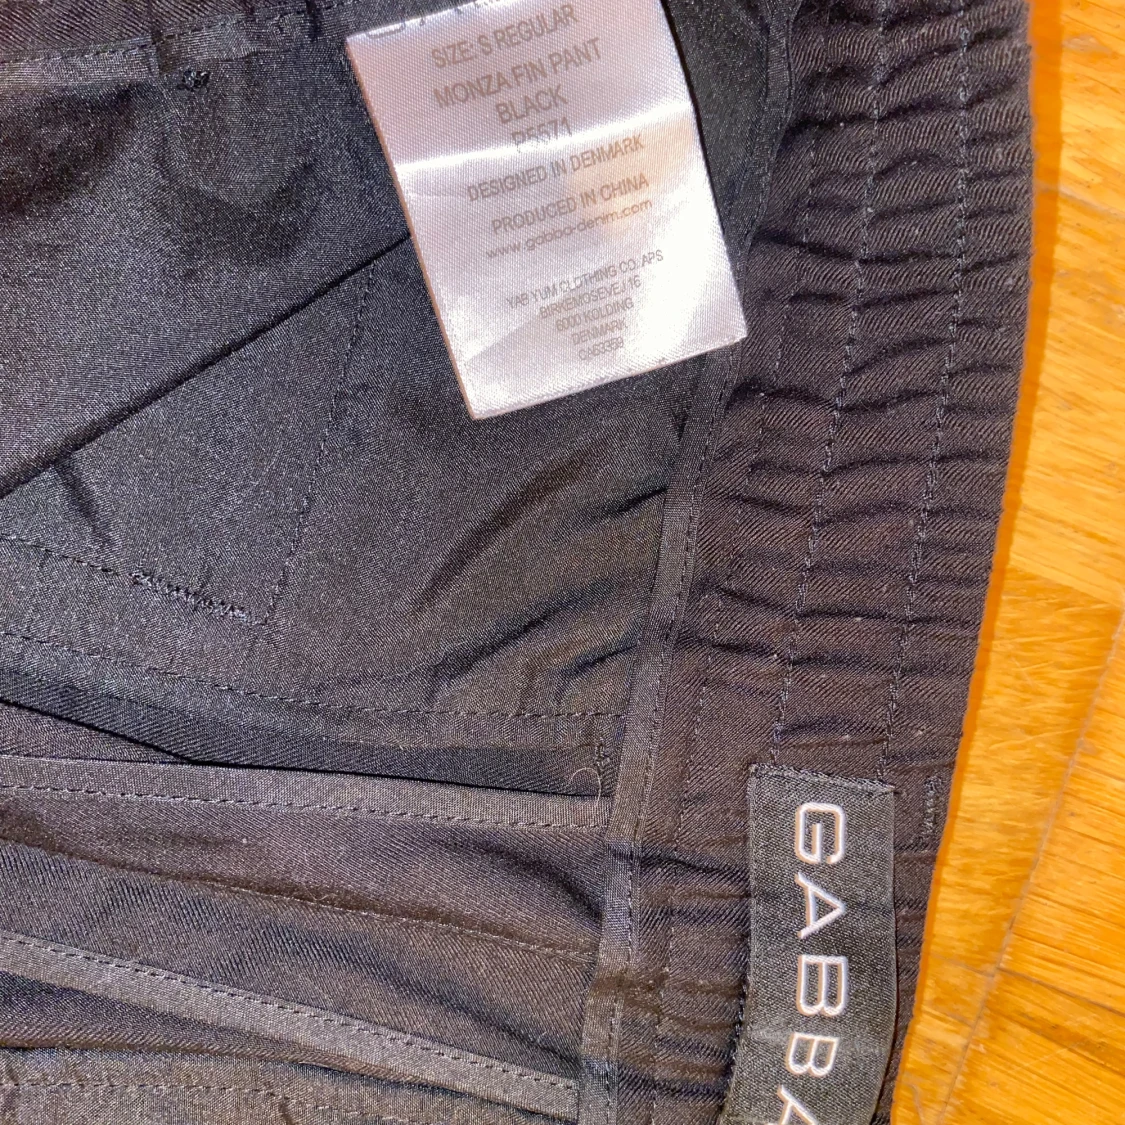 SIZE: S REGULAR
MONZA FIN PANT
BLACK
P5571
DESIGNED IN DENMARK
PRODUCED IN CHINA
www.gabba-denim.com
YAB YUM CLOTHING CO. APS
BIRKEMOSEVEJ 16
6000 KOLDING
DENMARK
GABBA